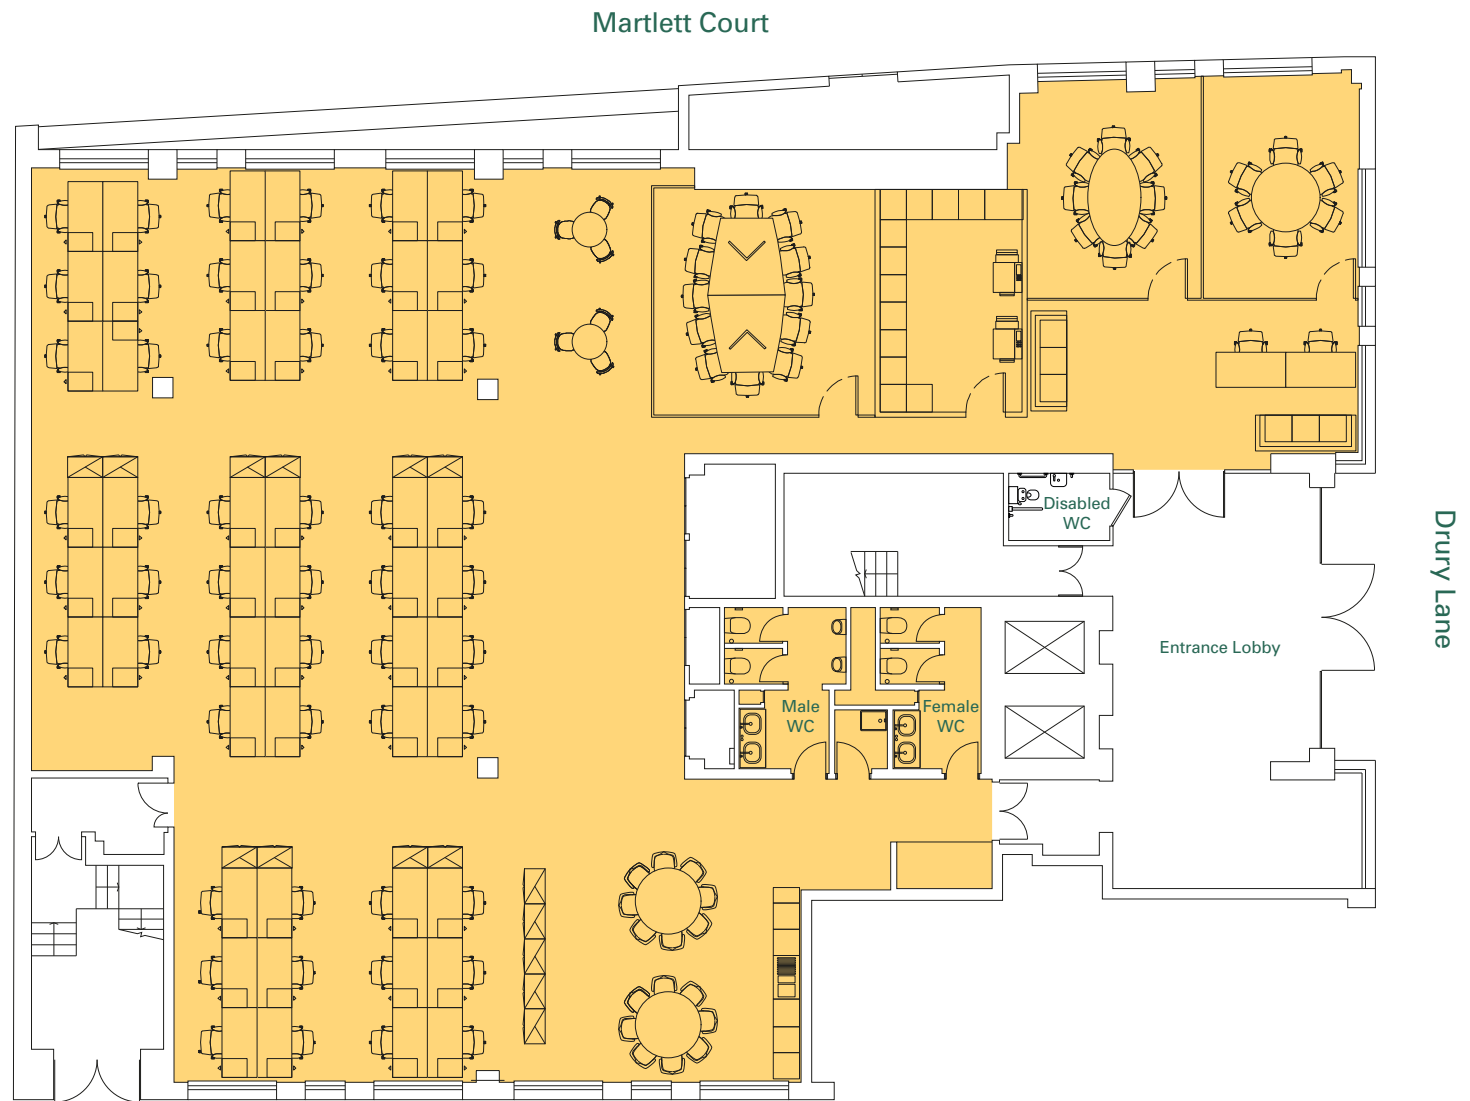 Martlett Court
Disabled
WC
Drury Lane
Entrance Lobby
Male
WC
Female
WC